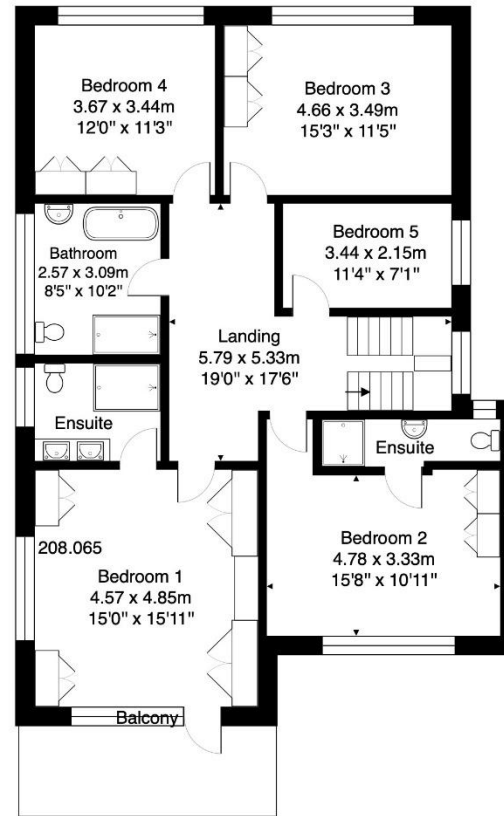 Bedroom 4
3.67 x 3.44m
12'0" x 11'3"
Bedroom 3
4.66 x 3.49m
15'3" x 11'5"
Bathroom
2.57 x 3.09m
8'5" x 10'2"
Bedroom 5
3.44 x 2.15m
11'4" x 7'1"
Landing
5.79 x 5.33m
19'0" x 17'6"
Ensuite
Ensuite
208.065
Bedroom 1
4.57 x 4.85m
15'0" x 15'11"
Bedroom 2
4.78 x 3.33m
15'8" x 10'11"
Balcony